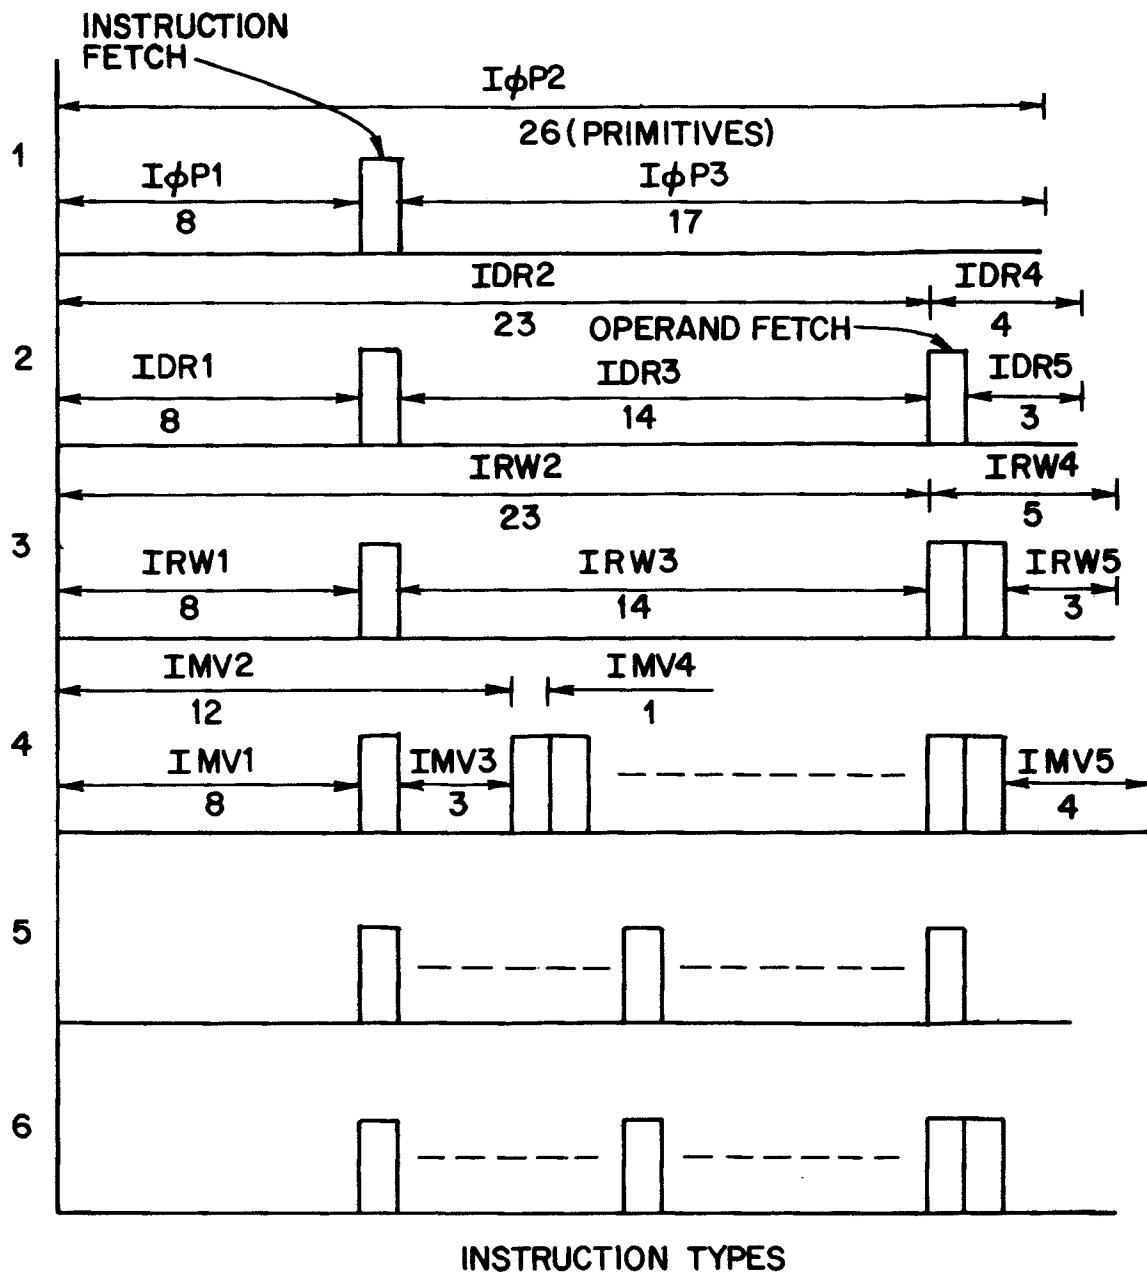 INSTRUCTION
FETCH
IϕP2
26 (PRIMITIVES)
1
IϕP1
IϕP3
8
17
IDR2
IDR4
23
OPERAND FETCH
4
2
IDR1
IDR3
IDR5
8
14
3
IRW2
IRW4
23
5
3
IRW1
IRW3
IRW5
8
14
3
IMV2
IMV4
12
1
4
IMV1
IMV3
IMV5
8
3
4
5
6
INSTRUCTION TYPES